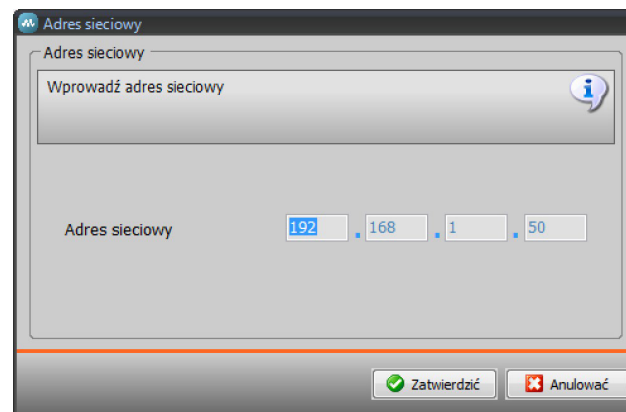 Adres sieciowy
Adres sieciowy
Wprowadź adres sieciowy
Adres sieciowy 192 . 168 . 1 . 50
Zatwierdzić Anulować